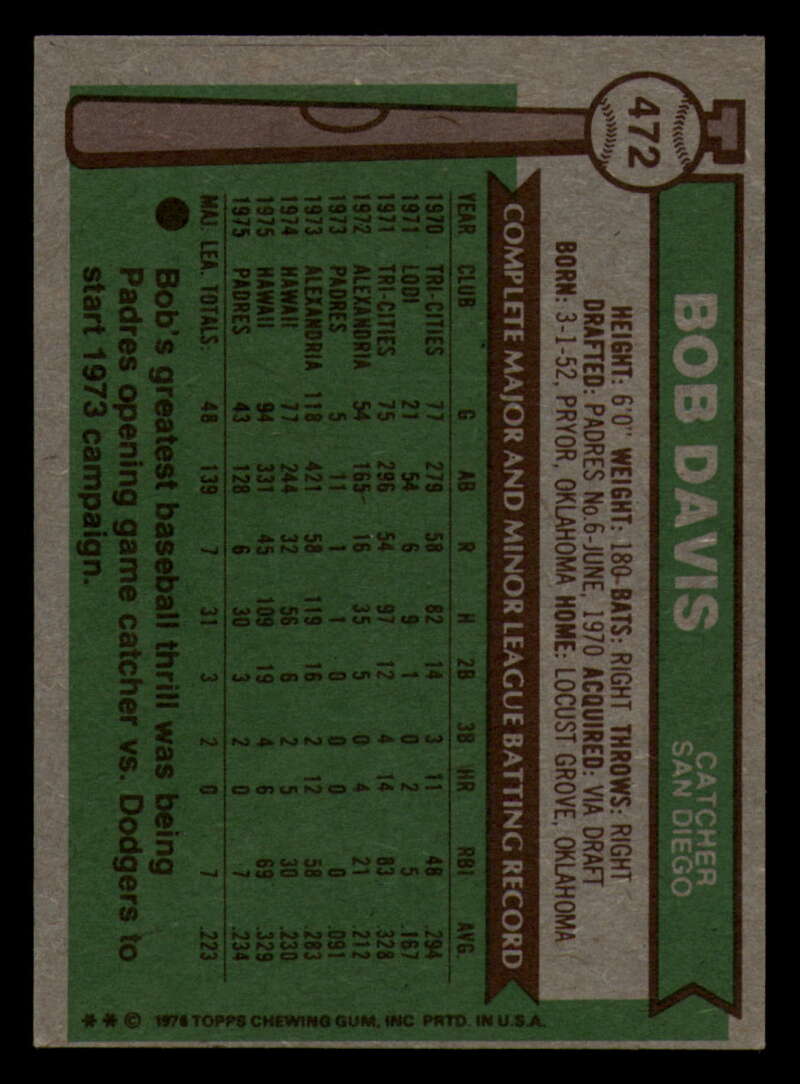 472
BOB DAVIS
CATCHER
SAN DIEGO
HEIGHT: 6'0" WEIGHT: 180-BATS: RIGHT THROWS: RIGHT
DRAFTED: PADRES No.6-JUNE, 1970 ACQUIRED: VIA DRAFT
BORN: 3-1-52, PRYOR, OKLAHOMA HOME: LOCUST GROVE, OKLAHOMA
COMPLETE MAJOR AND MINOR LEAGUE BATTING RECORD
YEAR CLUB G AB R H 2B 3B HR RBI AVG.
1970 TRI-CITIES 77 279 58 82 14 3 11 48 .294
1971 LODI 21 54 6 9 1 0 2 5 .167
1971 TRI-CITIES 75 296 54 97 12 4 14 83 .328
1972 ALEXANDRIA 54 165 16 35 5 0 4 21 .212
1973 PADRES 5 11 1 1 0 0 0 0 .091
1973 ALEXANDRIA 118 421 58 119 16 2 12 58 .283
1974 HAWAII 77 244 32 56 6 2 5 30 .230
1975 HAWAII 94 331 45 109 19 4 6 69 .329
1975 PADRES 43 128 6 30 3 2 0 7 .234
MAJ. LEA. TOTALS: 48 139 7 31 3 2 0 7 .223
Bob's greatest baseball thrill was being
Padres opening game catcher vs. Dodgers to
start 1973 campaign.
** © 1976 TOPPS CHEWING GUM, INC PRTD. IN U.S.A.